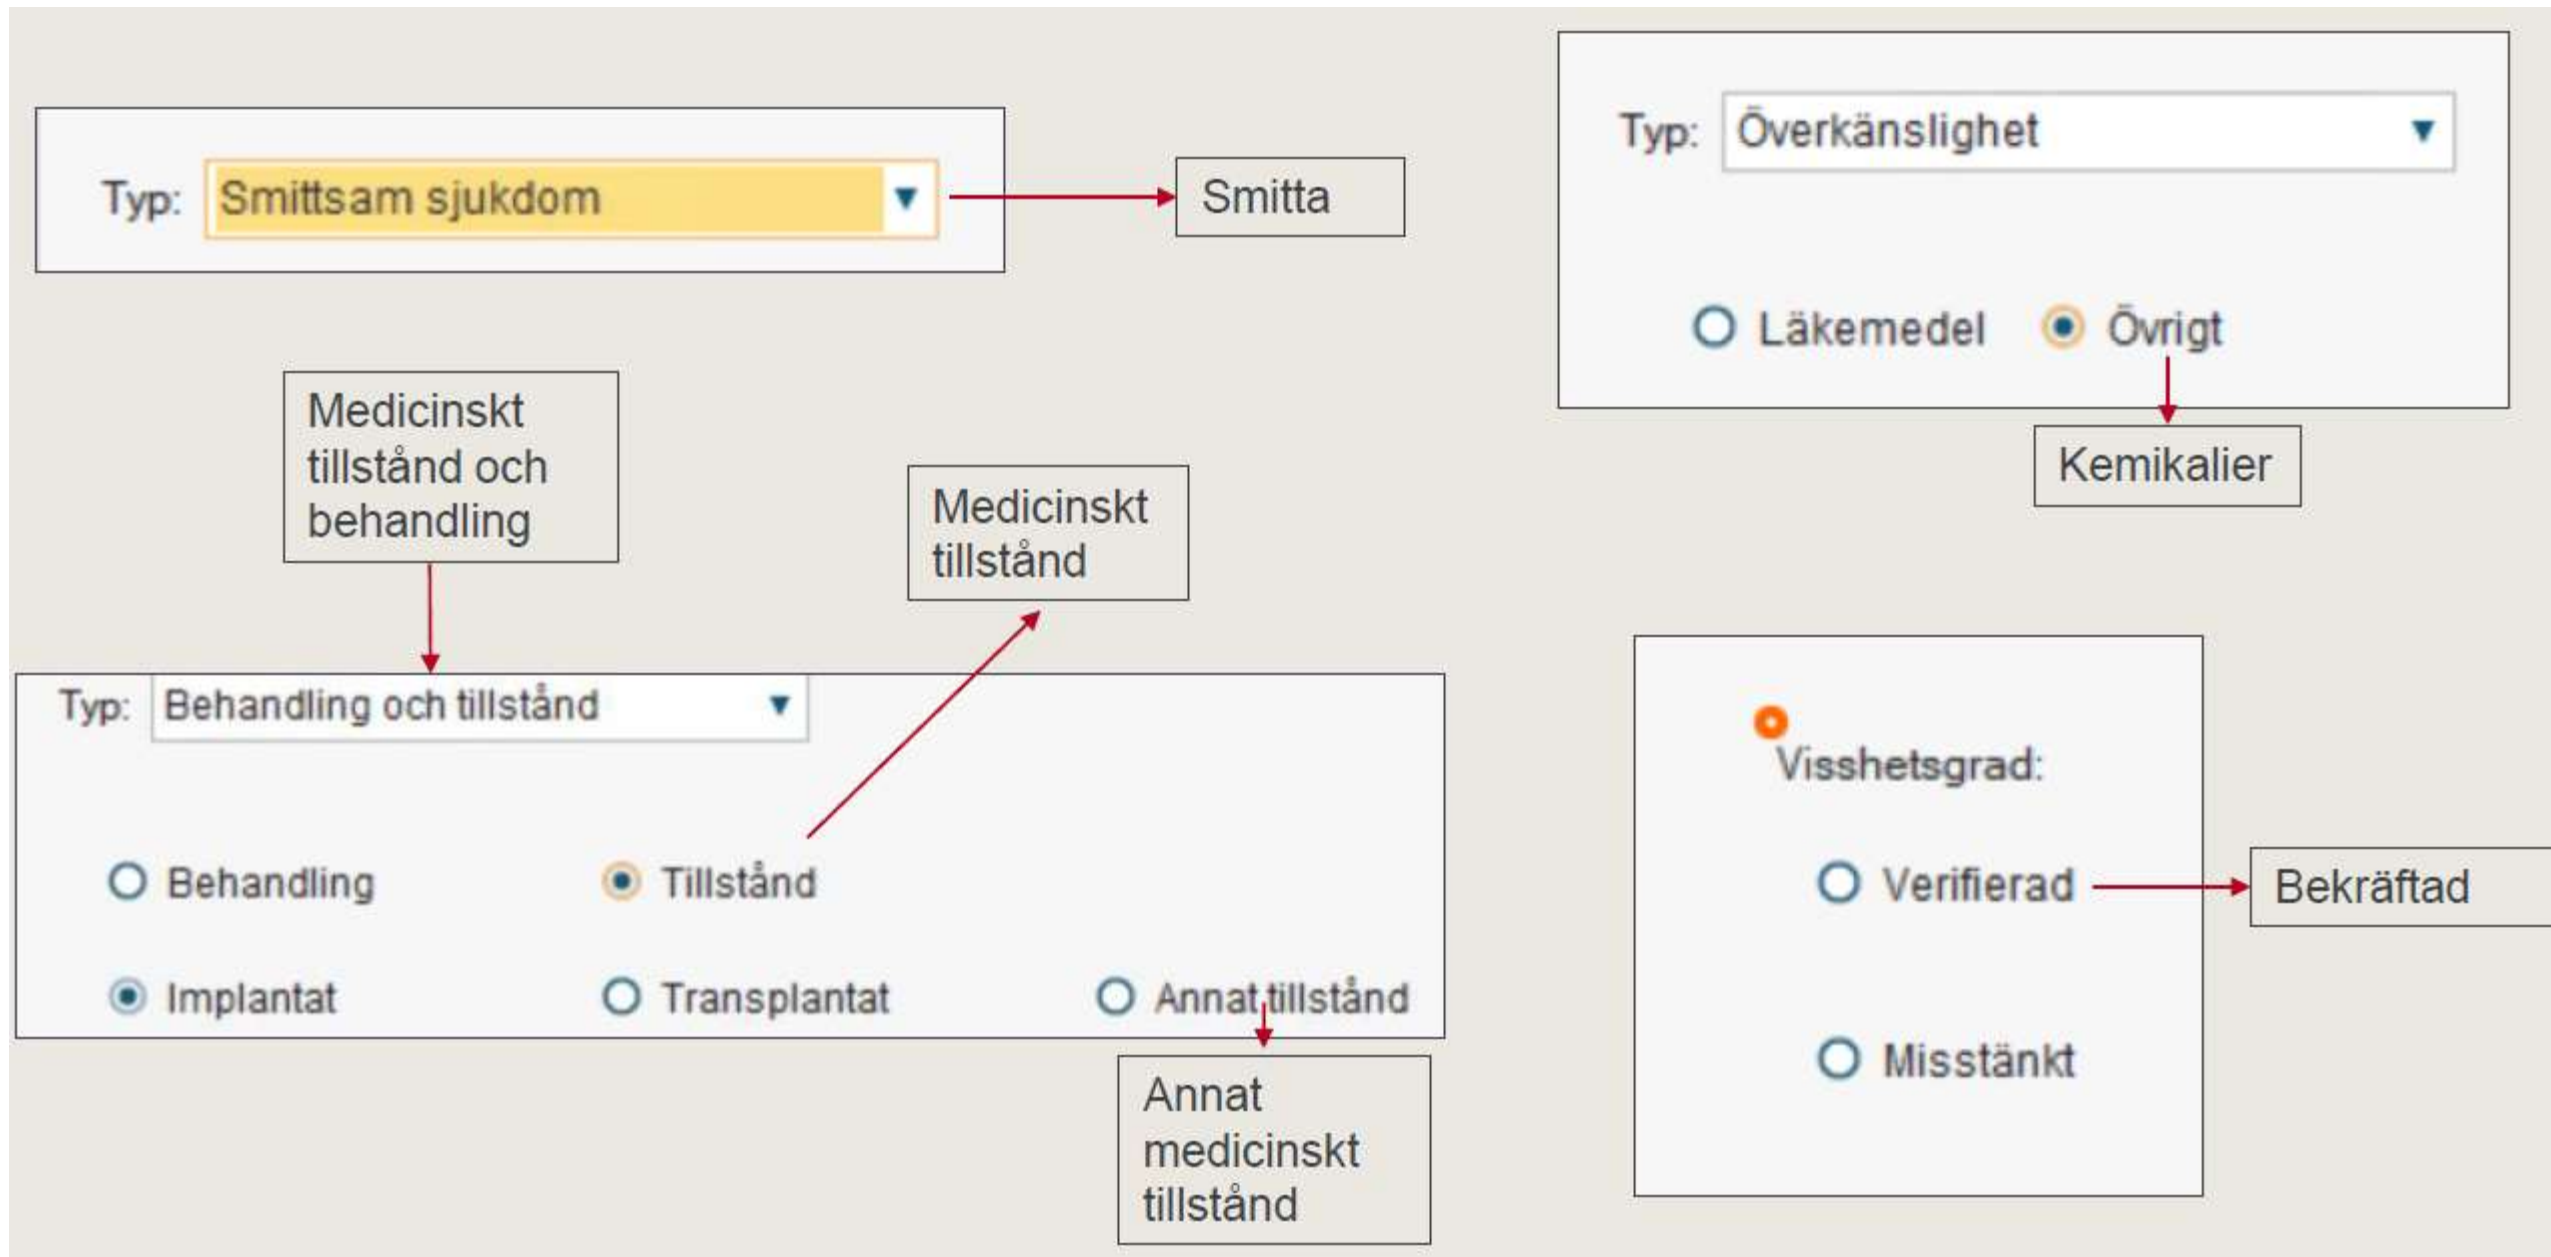 Typ: Smittsam sjukdom
Smitta
Typ: Överkänslighet
Läkemedel Övrigt
Kemikalier
Medicinskt
tillstånd och
behandling
Medicinskt
tillstånd
Typ: Behandling och tillstånd
Behandling Tillstånd
Implantat Transplantat Annat tillstånd
Annat
medicinskt
tillstånd
Visshetsgrad:
Verifierad
Bekräftad
Misstänkt